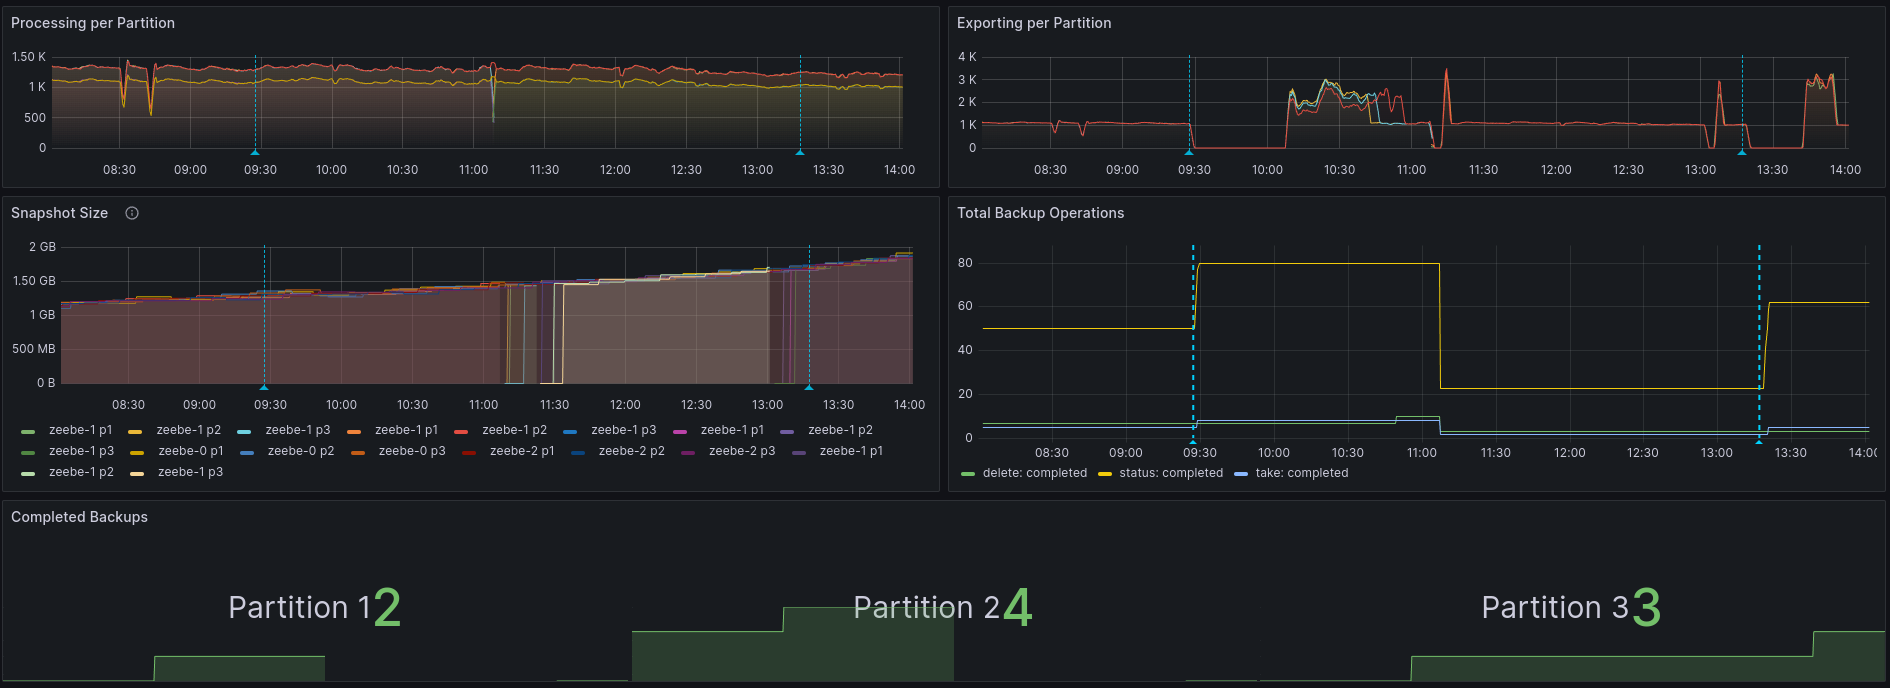 Processing per Partition
1.50 K
1 K
500
0
08:30 09:00 09:30 10:00 10:30 11:00 11:30 12:00 12:30 13:00 13:30 14:00
Exporting per Partition
4 K
3 K
2 K
1 K
0
08:30 09:00 09:30 10:00 10:30 11:00 11:30 12:00 12:30 13:00 13:30 14:00
Snapshot Size
2 GB
1.50 GB
1 GB
500 MB
0 B
08:30 09:00 09:30 10:00 10:30 11:00 11:30 12:00 12:30 13:00 13:30 14:00
zeebe-1 p1 zeebe-1 p2 zeebe-1 p3 zeebe-1 p1 zeebe-1 p2 zeebe-1 p3 zeebe-1 p1 zeebe-1 p2
zeebe-1 p3 zeebe-0 p1 zeebe-0 p2 zeebe-0 p3 zeebe-2 p1 zeebe-2 p2 zeebe-2 p3 zeebe-1 p1
zeebe-1 p2 zeebe-1 p3
Total Backup Operations
80
60
40
20
0
08:30 09:00 09:30 10:00 10:30 11:00 11:30 12:00 12:30 13:00 13:30 14:00
delete: completed status: completed take: completed
Completed Backups
Partition 1 2
Partition 2 4
Partition 3 3